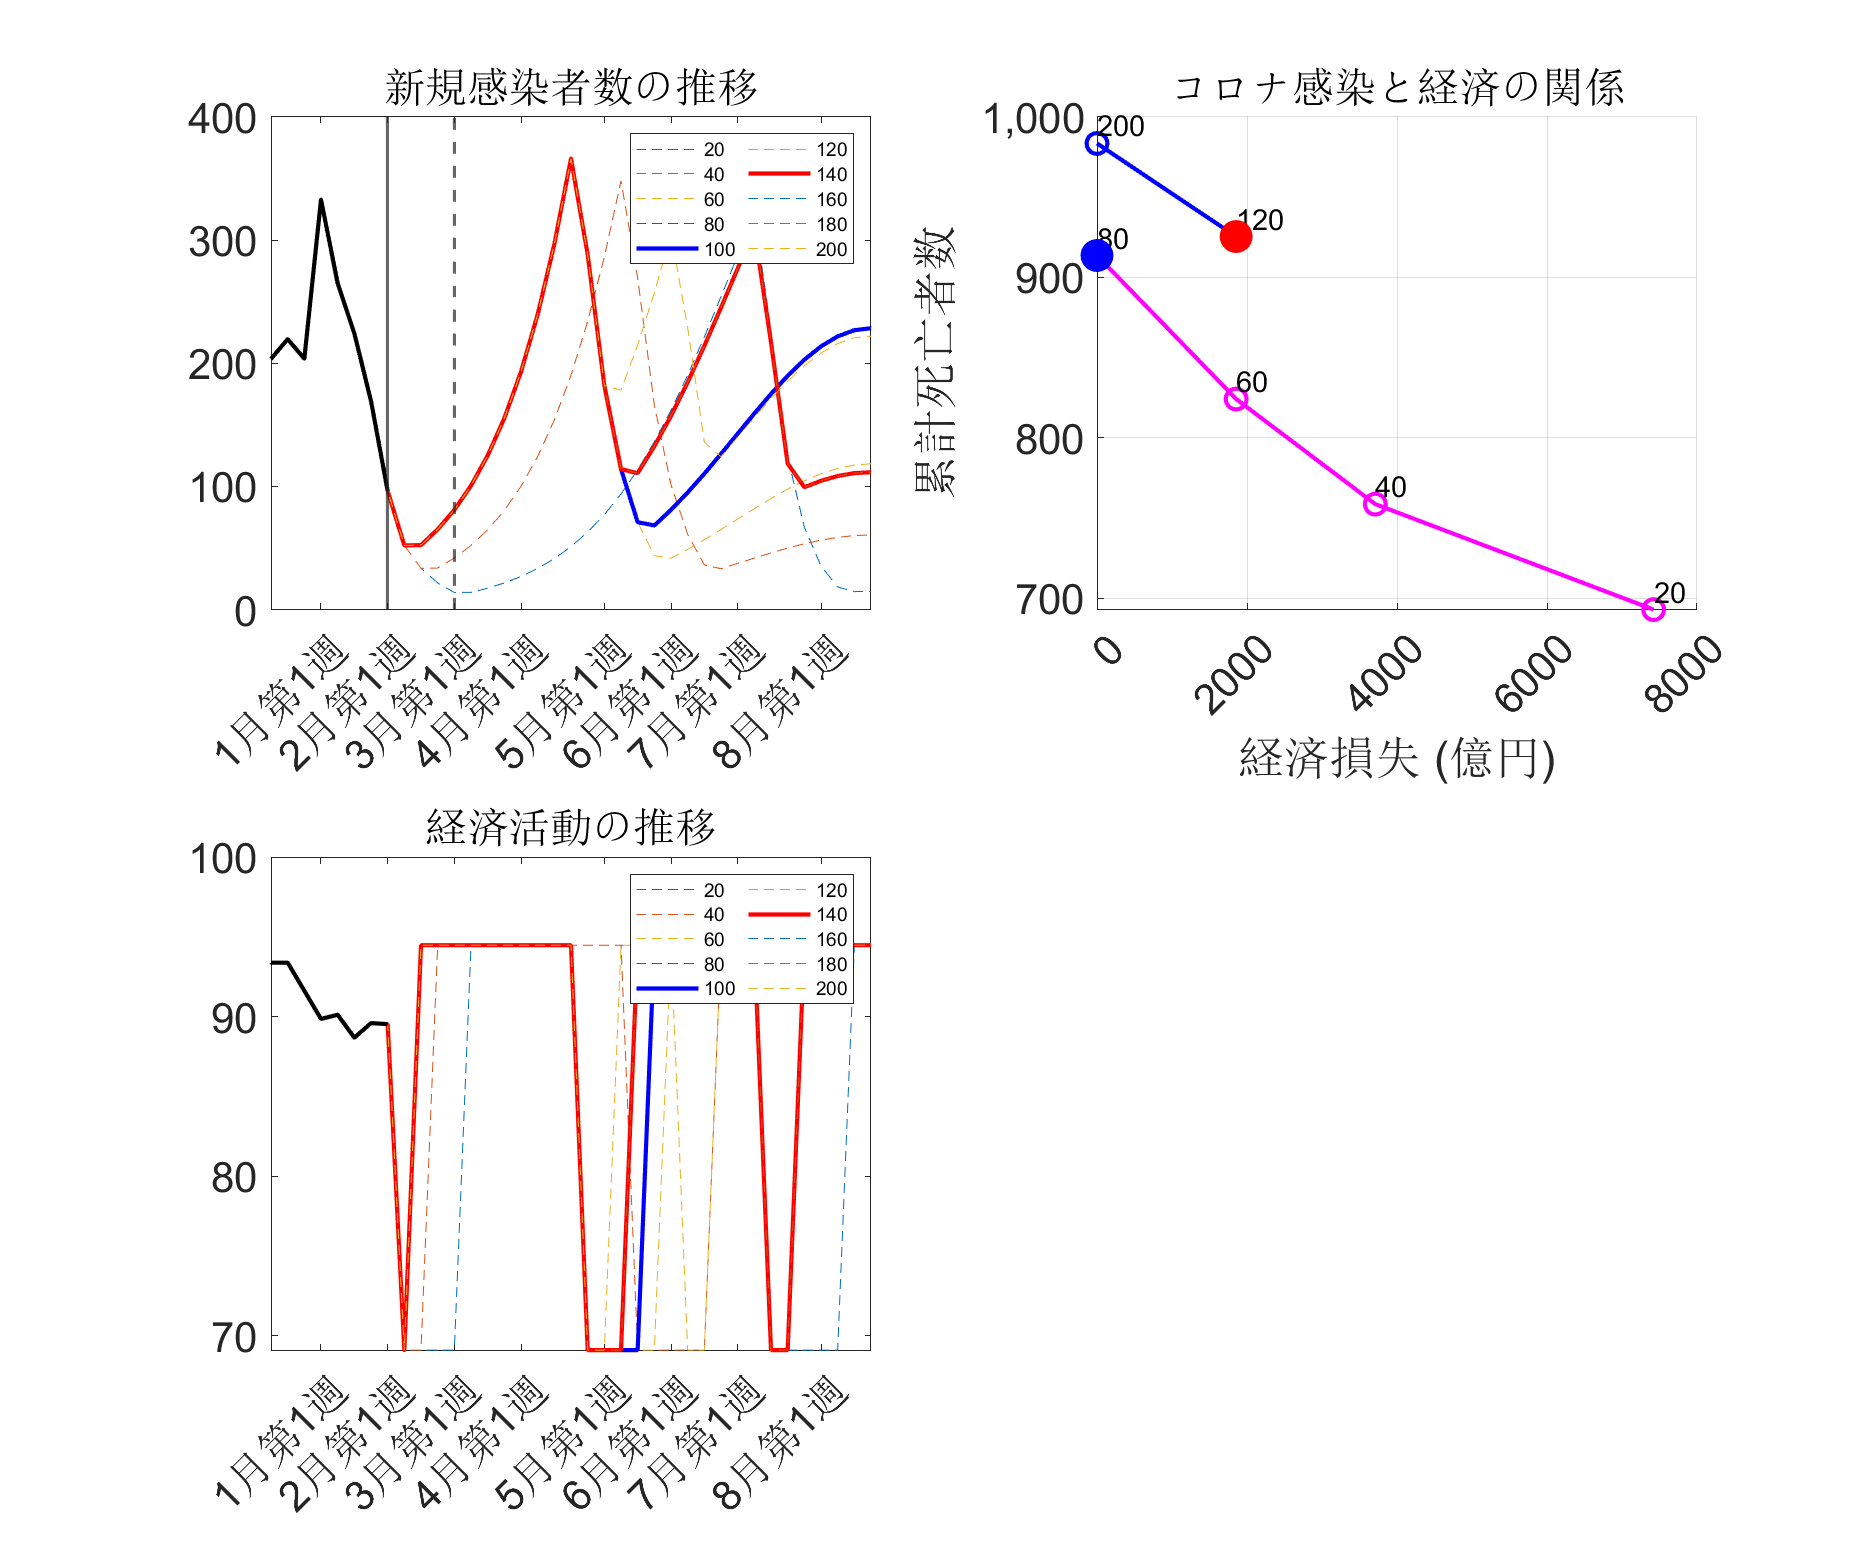 新規感染者数の推移
400
300
200
100
0
20
40
60
80
100
120
140
160
180
200
1月第1週
2月第1週
3月第1週
4月第1週
5月第1週
6月第1週
7月第1週
8月第1週
コロナ感染と経済の関係
累計死亡者数
1,000
900
800
700
200
120
80
60
40
20
0
2000
4000
6000
8000
経済損失 (億円)
経済活動の推移
100
90
80
70
20
40
60
80
100
120
140
160
180
200
1月第1週
2月第1週
3月第1週
4月第1週
5月第1週
6月第1週
7月第1週
8月第1週